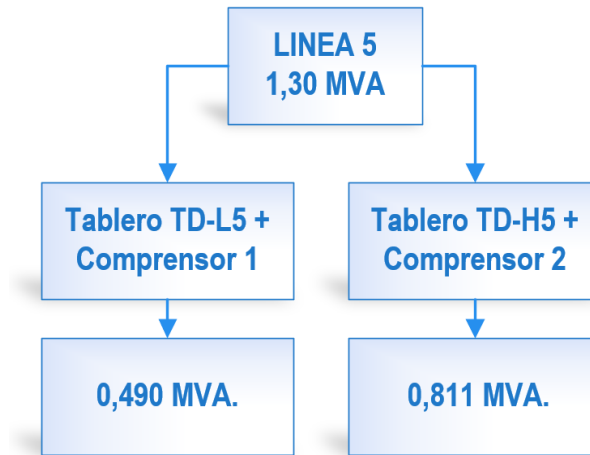 LINEA 5
1,30 MVA
Tablero TD-L5 +
Comprensor 1
Tablero TD-H5 +
Comprensor 2
0,490 MVA.
0,811 MVA.